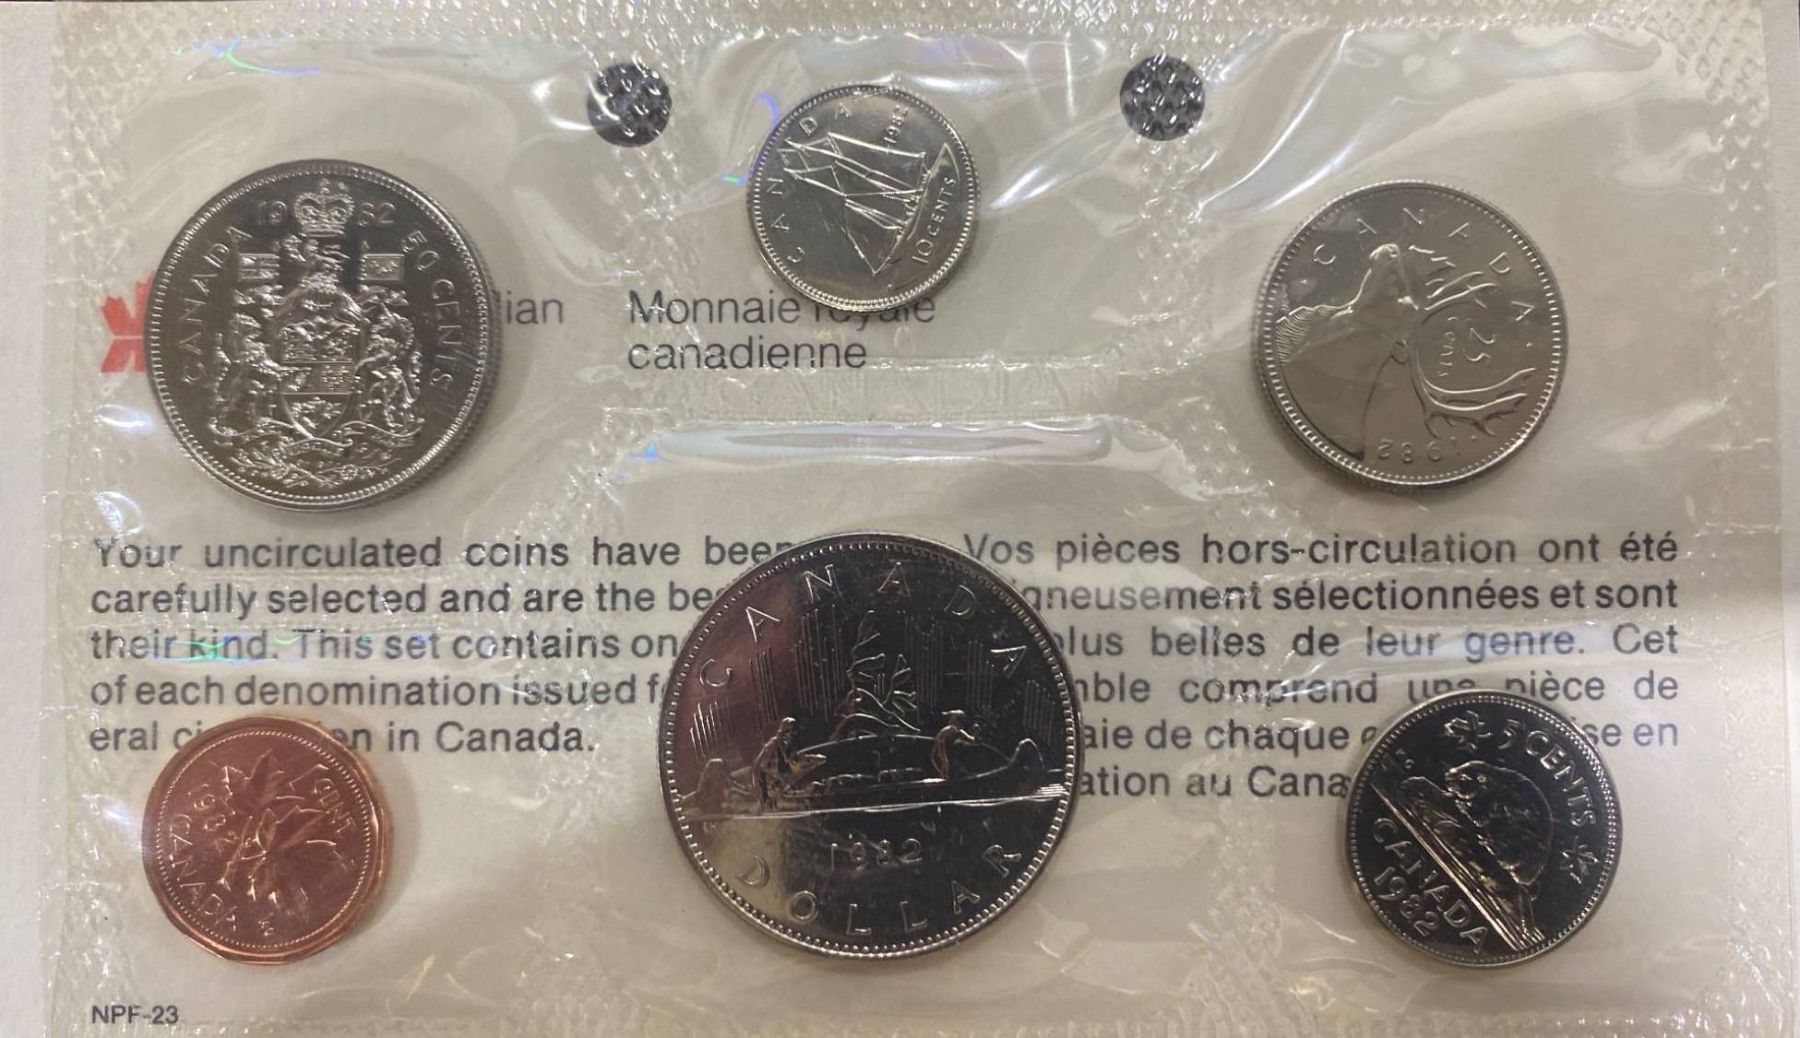 CANADA 1982 50 CENTS
CANADA 1982 10 CENTS
CANADA 25 CENTS 1982
ian
Monnaie royale
canadienne
Your uncirculated coins have been
carefully selected and are the be
their kind. This set contains on
of each denomination issued f
eral ci en in Canada.
Vos pièces hors-circulation ont été
gneusement sélectionnées et sont
plus belles de leur genre. Cet
mble comprend une pièce de
aie de chaque se en
ation au Cana
1 CENT 1982 CANADA
CANADA 1982 DOLLAR
5 CENTS CANADA 1982
NPF-23